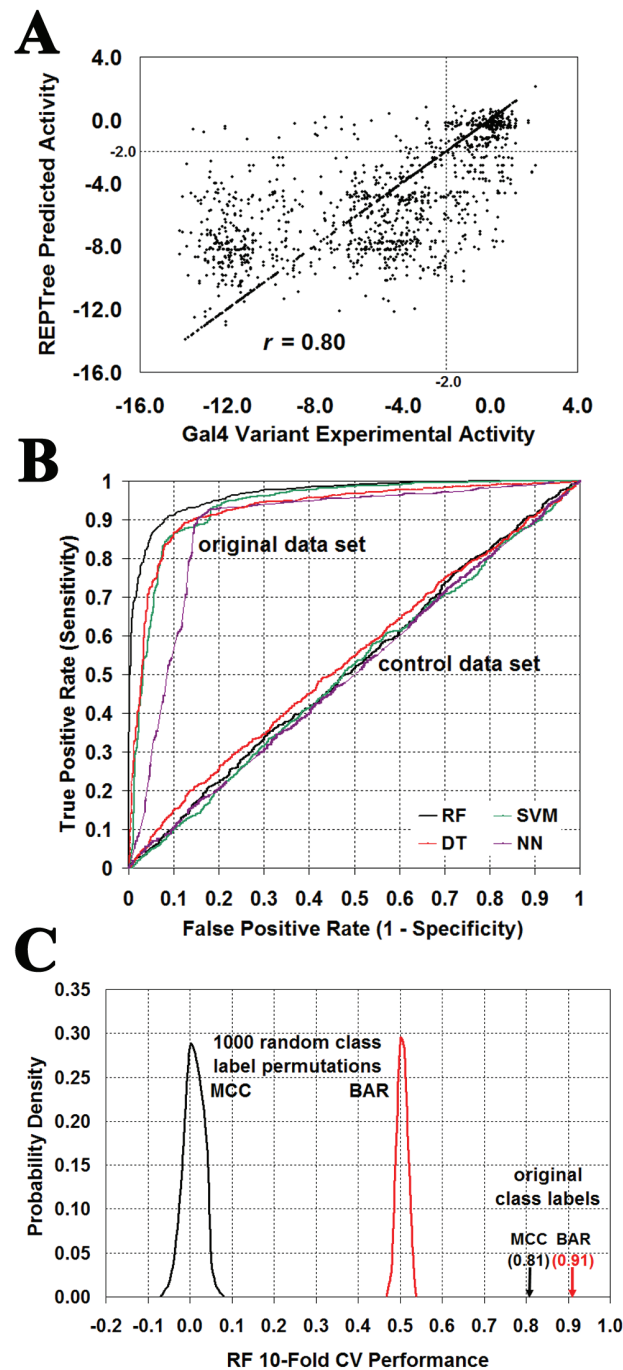 A
REPTree Predicted Activity
4.0
0.0
-2.0
-4.0
-8.0
-12.0
-16.0
r = 0.80
-2.0
-16.0 -12.0 -8.0 -4.0 0.0 4.0
Gal4 Variant Experimental Activity
B
True Positive Rate (Sensitivity)
1
0.9
0.8
0.7
0.6
0.5
0.4
0.3
0.2
0.1
0
original data set
control data set
RF SVM
DT NN
0 0.1 0.2 0.3 0.4 0.5 0.6 0.7 0.8 0.9 1
False Positive Rate (1 - Specificity)
C
Probability Density
0.35
0.30
0.25
0.20
0.15
0.10
0.05
0.00
1000 random class
label permutations
MCC BAR
original
class labels
MCC BAR
(0.81) (0.91)
-0.2 -0.1 0.0 0.1 0.2 0.3 0.4 0.5 0.6 0.7 0.8 0.9 1.0
RF 10-Fold CV Performance